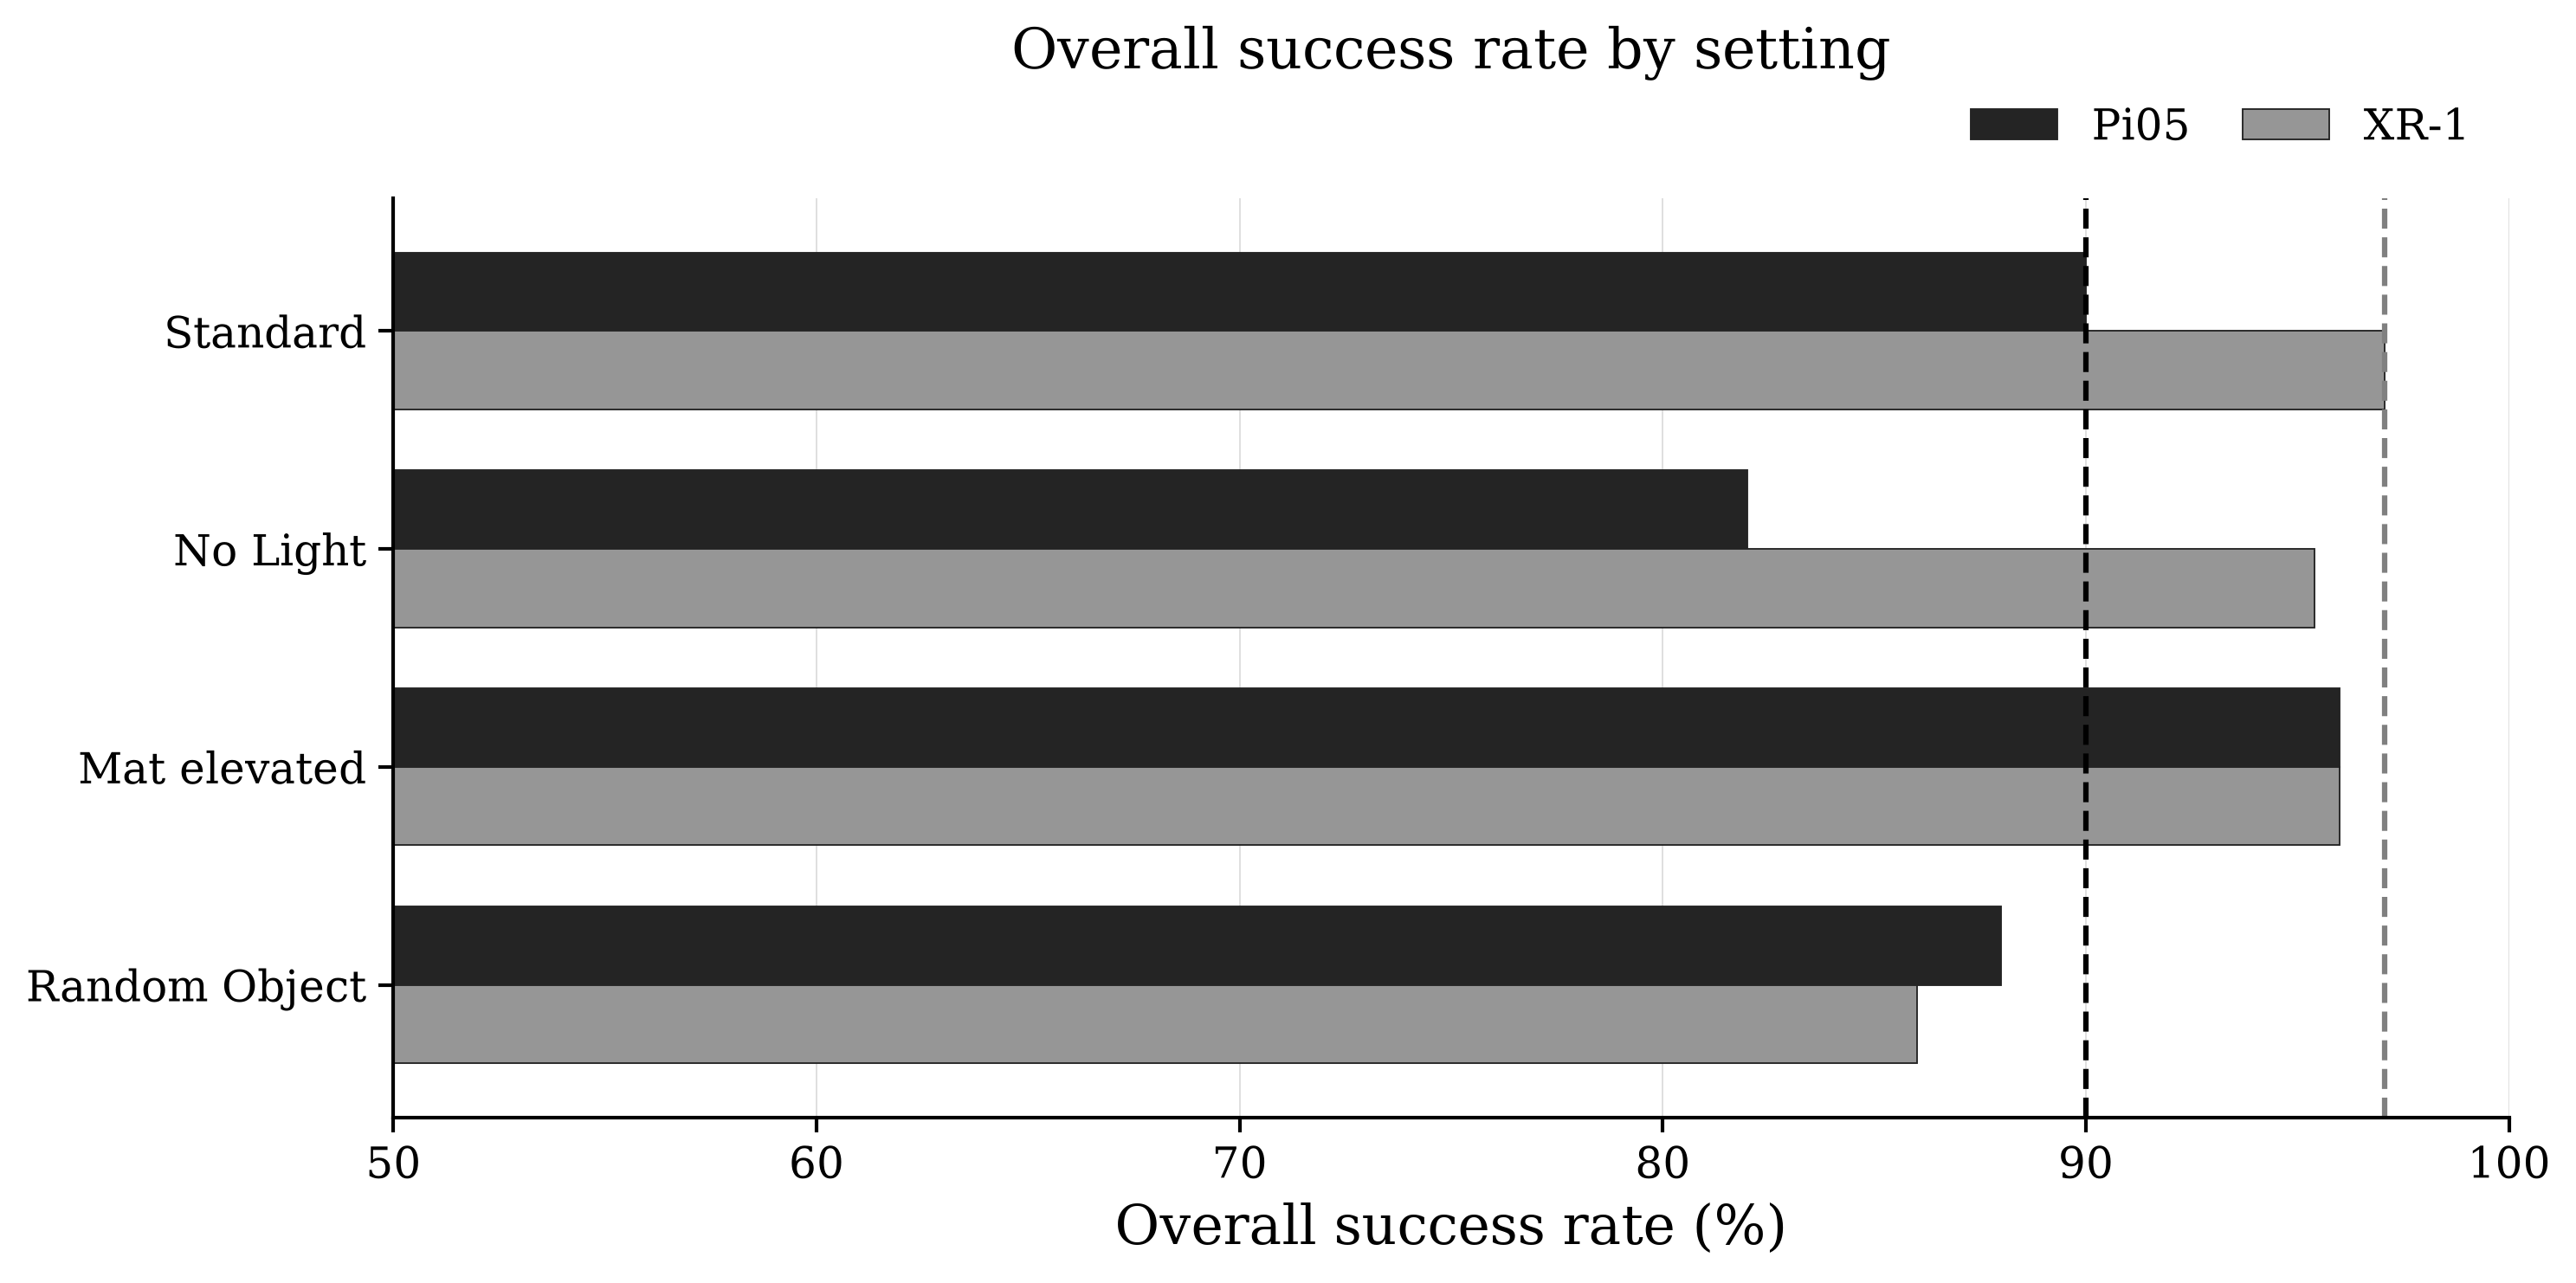 Overall success rate by setting
Pi05 XR-1
Standard
No Light
Mat elevated
Random Object
50 60 70 80 90 100
Overall success rate (%)